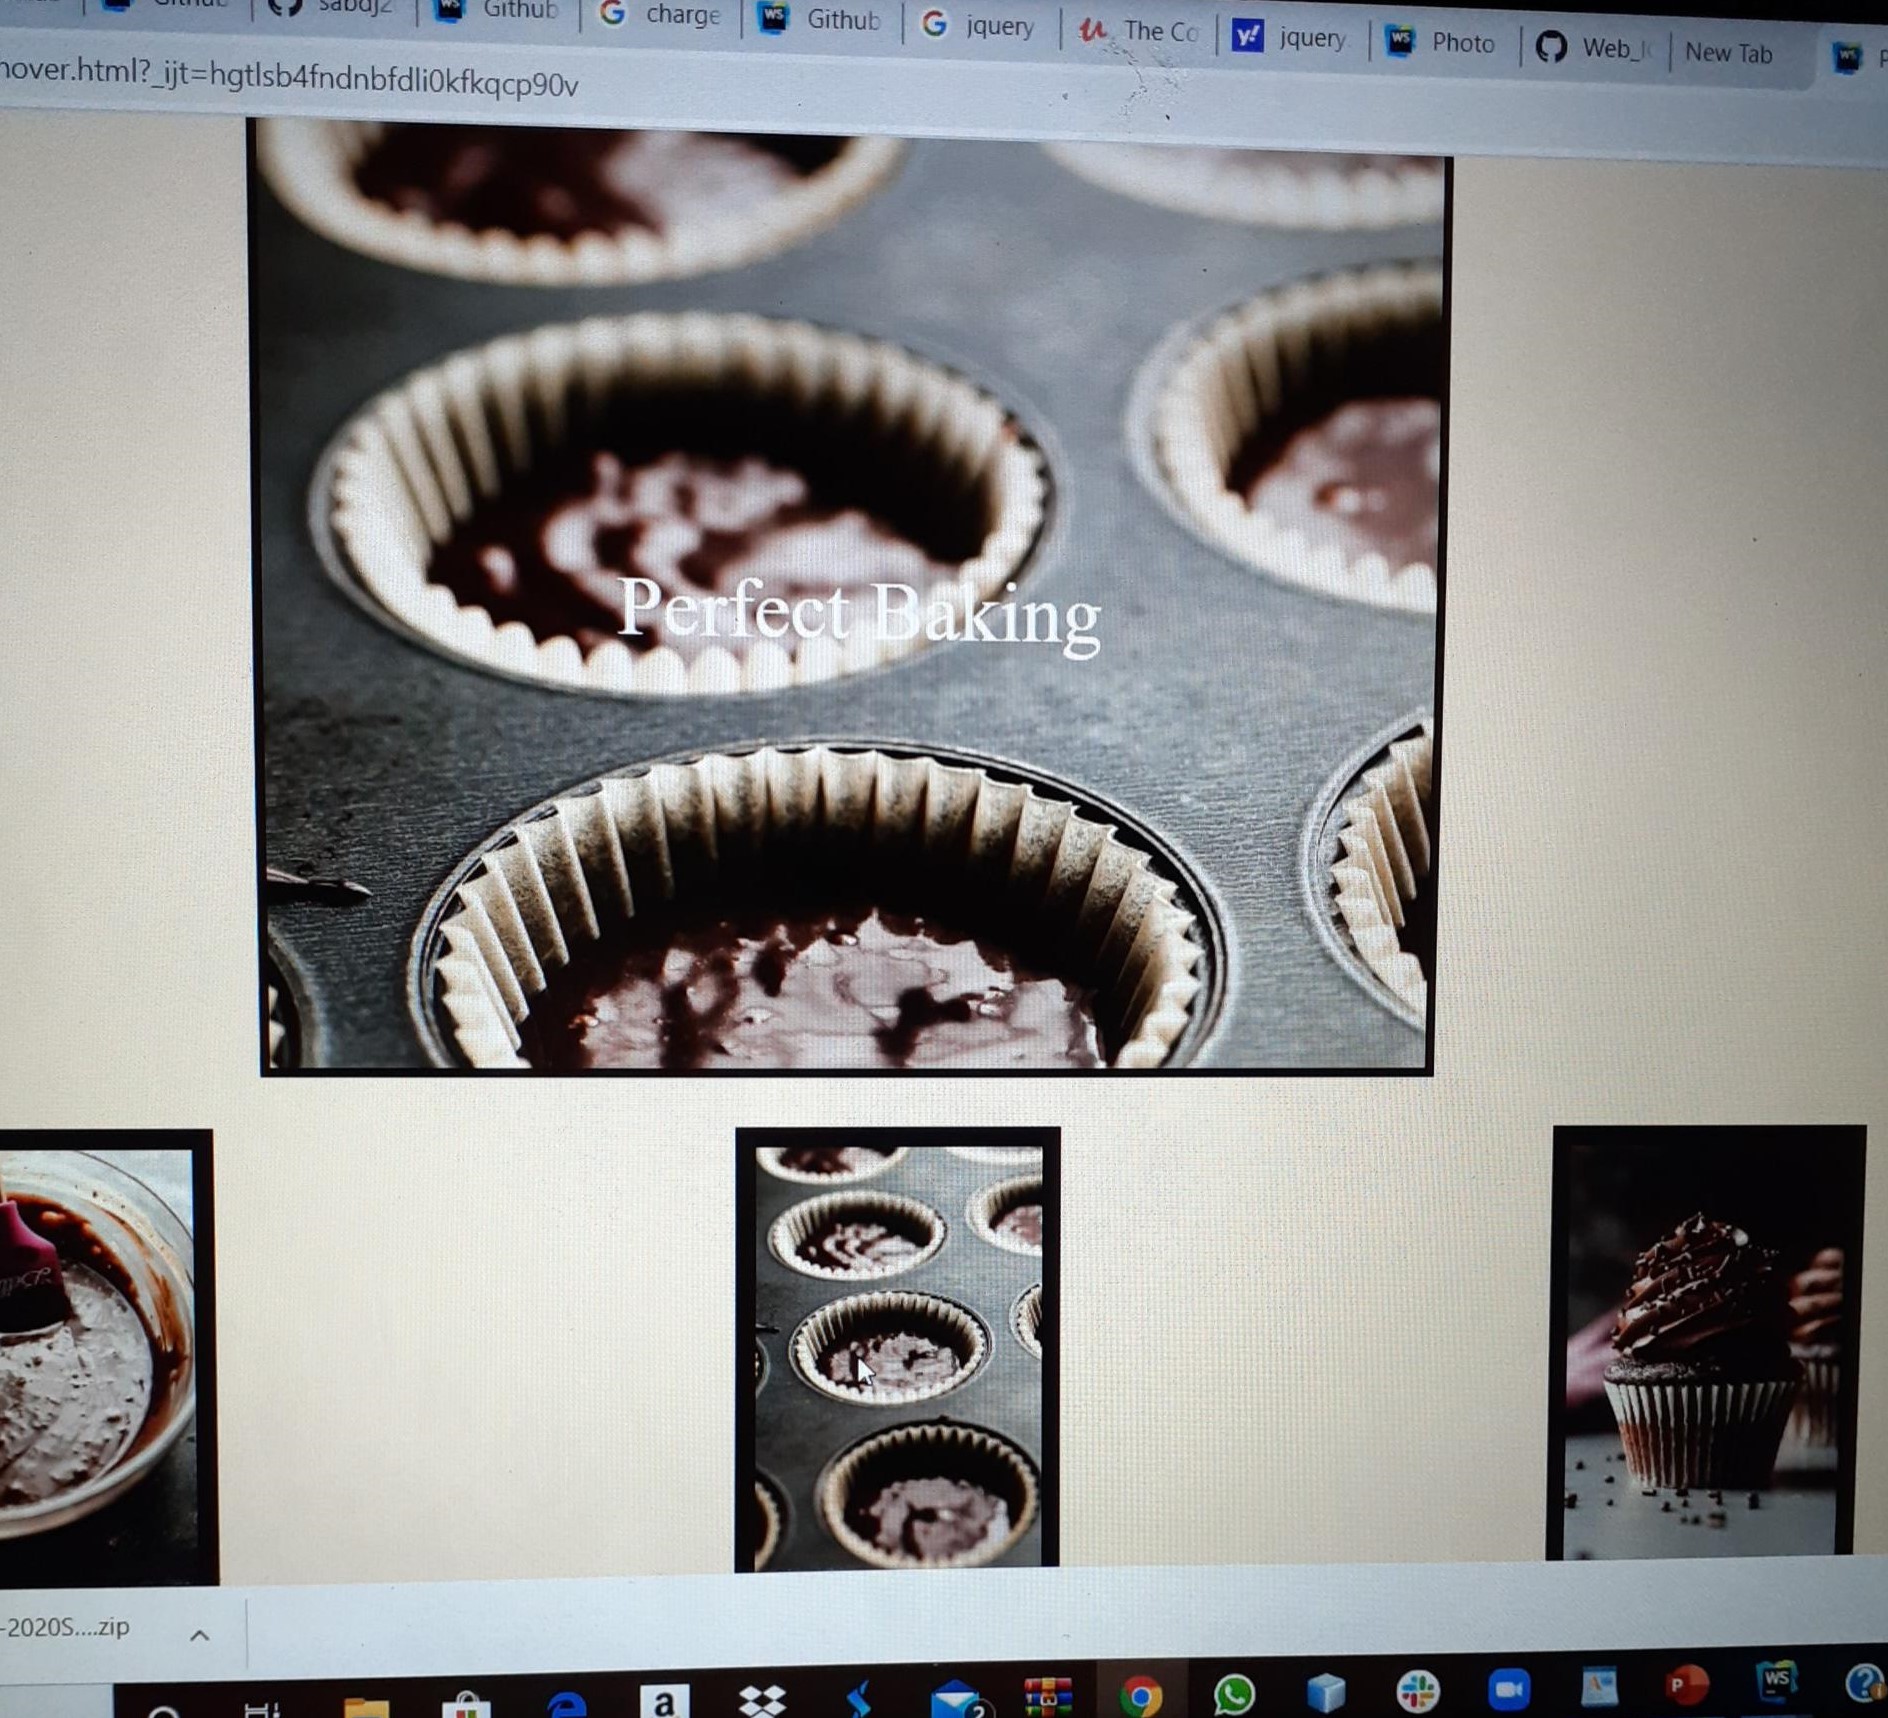 Github
sabdj2
Github
charge
Github
jquery
The Co
jquery
Photo
Web_
New Tab
hover.html?_ijt=hgtlsb4fndnbfdli0kfkqcp90v
Perfect Baking
-2020S....zip